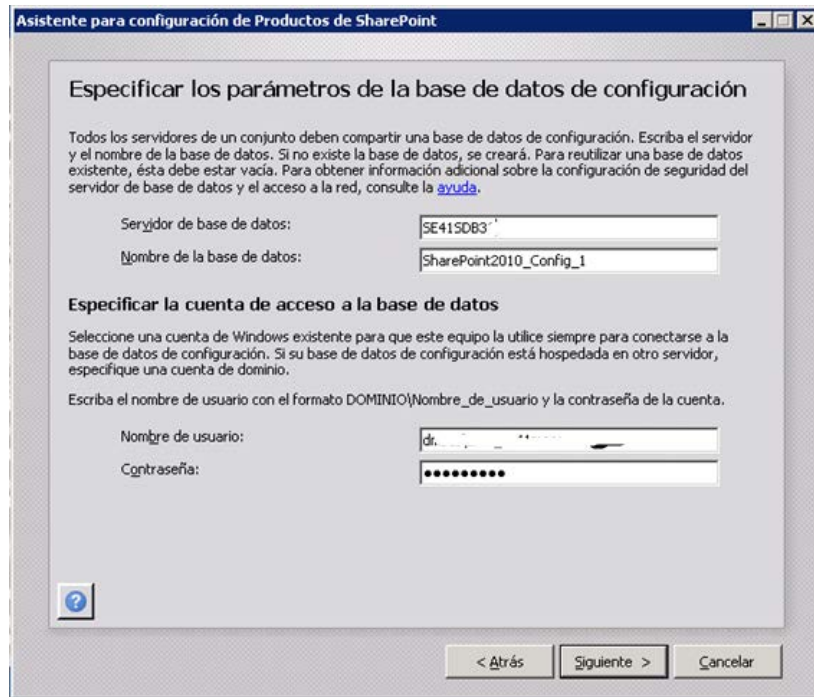 Asistente para configuración de Productos de SharePoint
Especificar los parámetros de la base de datos de configuración
Todos los servidores de un conjunto deben compartir una base de datos de configuración. Escriba el servidor
y el nombre de la base de datos. Si no existe la base de datos, se creará. Para reutilizar una base de datos
existente, ésta debe estar vacía. Para obtener información adicional sobre la configuración de seguridad del
servidor de base de datos y el acceso a la red, consulte la ayuda.
Servidor de base de datos:
SE41SDB3
Nombre de la base de datos:
SharePoint2010_Config_1
Especificar la cuenta de acceso a la base de datos
Seleccione una cuenta de Windows existente para que este equipo la utilice siempre para conectarse a la
base de datos de configuración. Si su base de datos de configuración está hospedada en otro servidor,
especifique una cuenta de dominio.
Escriba el nombre de usuario con el formato DOMINIO\Nombre_de_usuario y la contraseña de la cuenta.
Nombre de usuario:
Contraseña:
●●●●●●●●●
?
< Atrás
Siguiente >
Cancelar